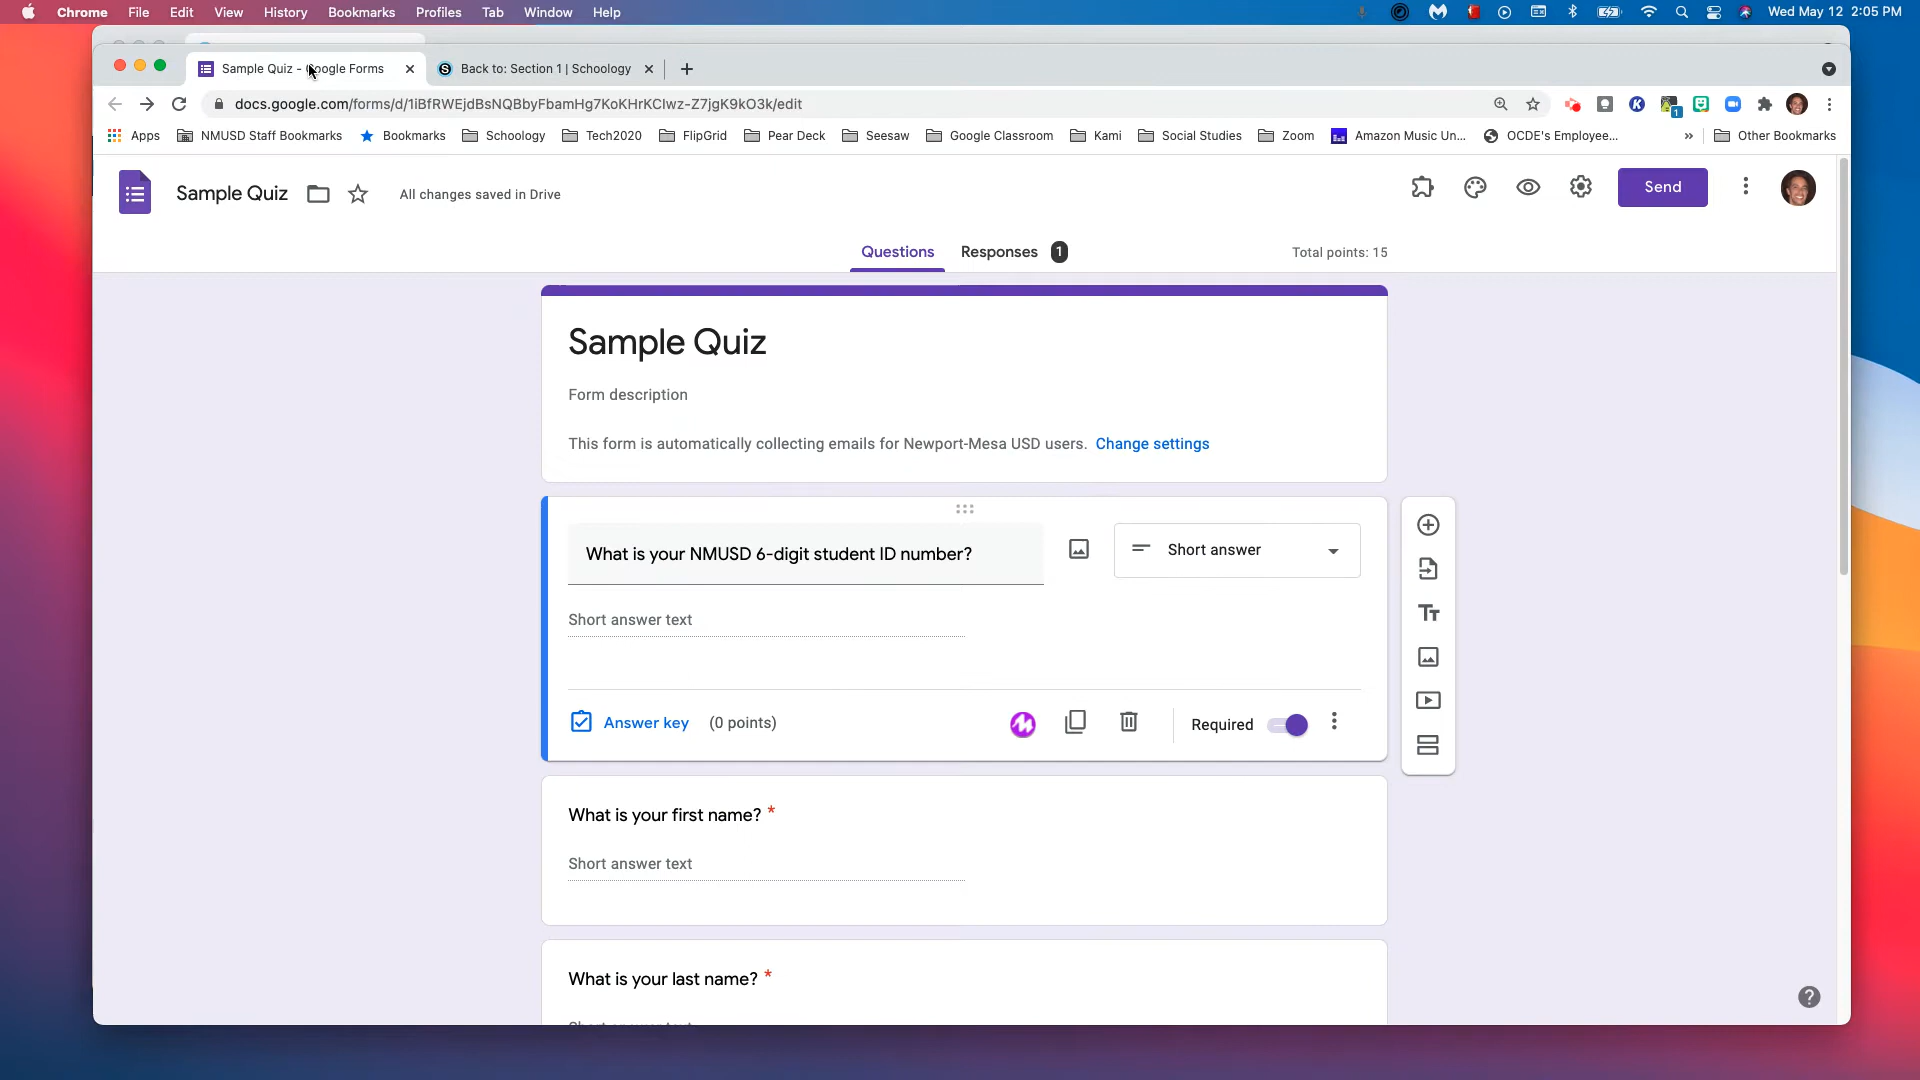 Chrome File Edit View History Bookmarks Profiles Tab Window Help Wed May 12 2:05 PM
Sample Quiz - Google Forms Back to: Section 1 | Schoology
docs.google.com/forms/d/1iBfRWEjdBsNQBbyFbamHg7KoKHrKCIwz-Z7jgK9kO3k/edit
1
Apps NMUSD Staff Bookmarks Bookmarks Schoology Tech2020 FlipGrid Pear Deck Seesaw Google Classroom Kami Social Studies Zoom Amazon Music Un... OCDE's Employee... » Other Bookmarks
Sample Quiz All changes saved in Drive Send
Questions Responses 1 Total points: 15
Sample Quiz
Form description
This form is automatically collecting emails for Newport-Mesa USD users. Change settings
What is your NMUSD 6-digit student ID number? Short answer
Short answer text
Answer key (0 points) Required
What is your first name? *
Short answer text
What is your last name? *